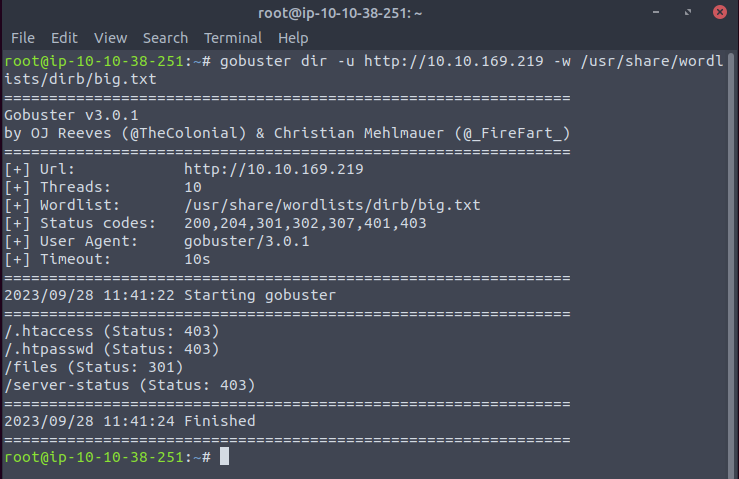 root@ip-10-10-38-251: ~
File Edit View Search Terminal Help
root@ip-10-10-38-251:~# gobuster dir -u http://10.10.169.219 -w /usr/share/wordl
ists/dirb/big.txt
===============================================================
Gobuster v3.0.1
by OJ Reeves (@TheColonial) & Christian Mehlmauer (@_FireFart_)
===============================================================
[+] Url:            http://10.10.169.219
[+] Threads:        10
[+] Wordlist:       /usr/share/wordlists/dirb/big.txt
[+] Status codes:   200,204,301,302,307,401,403
[+] User Agent:     gobuster/3.0.1
[+] Timeout:        10s
===============================================================
2023/09/28 11:41:22 Starting gobuster
===============================================================
/.htaccess (Status: 403)
/.htpasswd (Status: 403)
/files (Status: 301)
/server-status (Status: 403)
===============================================================
2023/09/28 11:41:24 Finished
===============================================================
root@ip-10-10-38-251:~#